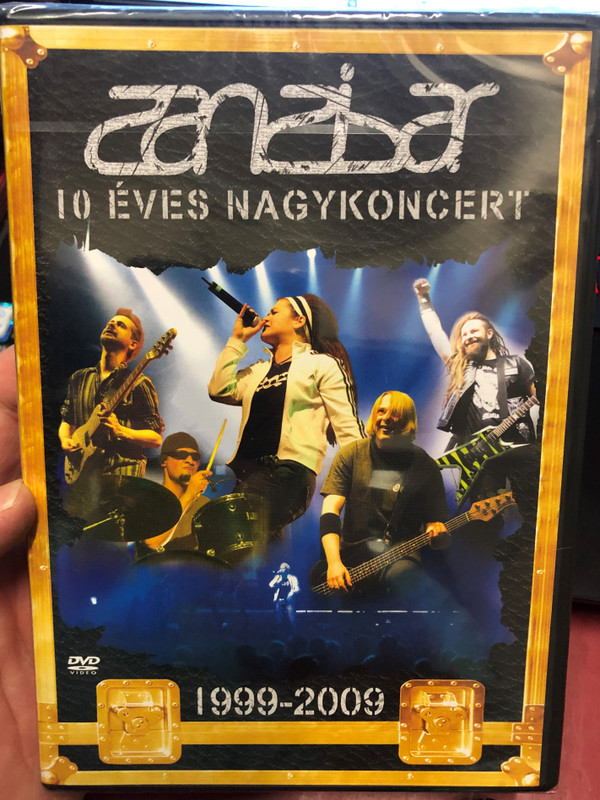 zanzibar
10 ÉVES NAGYKONCERT
DVD
VIDEO
1999-2009